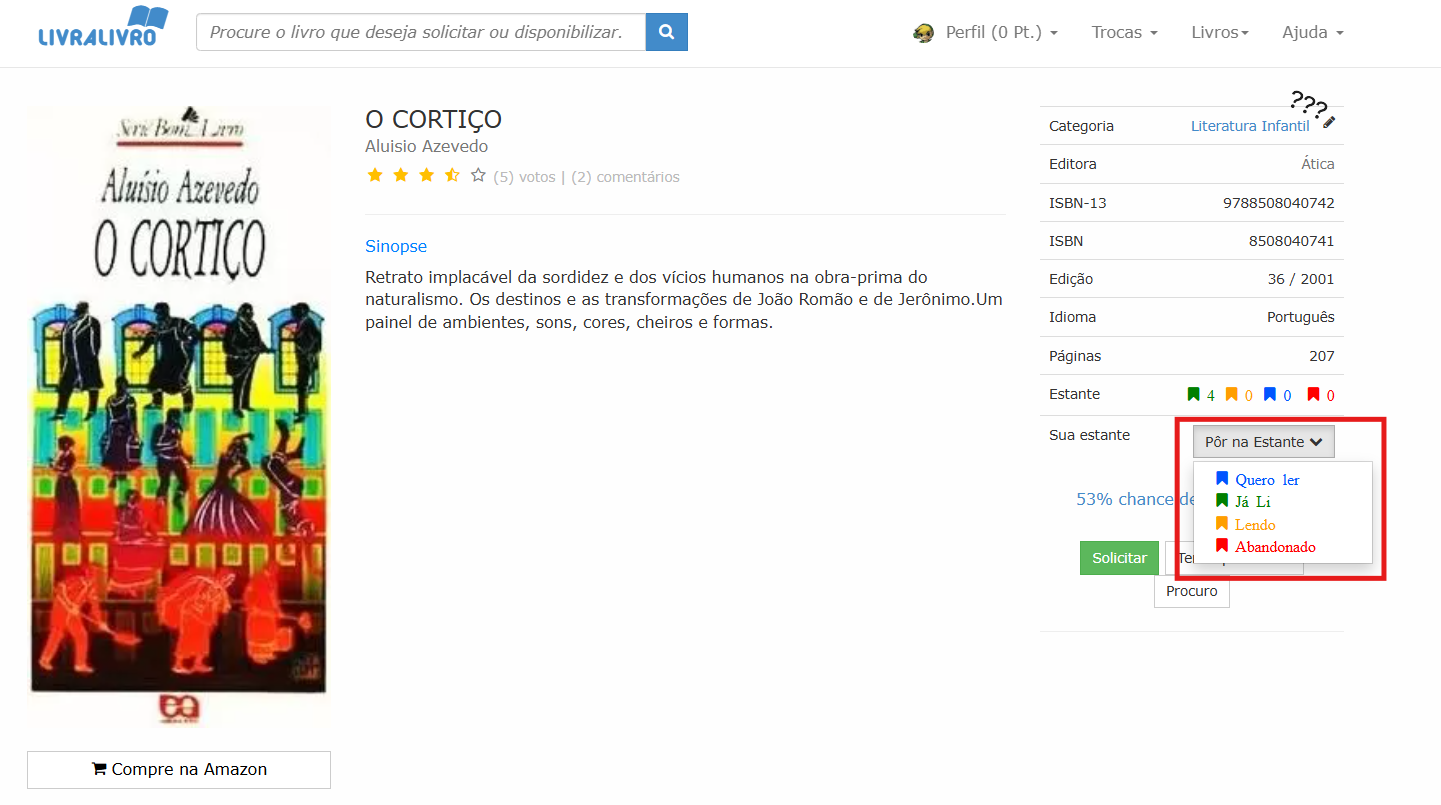 LIVRALIVRO
Procure o livro que deseja solicitar ou disponibilizar.
Perfil (0 Pt.)
Trocas
Livros
Ajuda
Série Bom Livro
Aluísio Azevedo
O CORTIÇO
Compre na Amazon
O CORTIÇO
Aluisio Azevedo
(5) votos | (2) comentários
Sinopse
Retrato implacável da sordidez e dos vícios humanos na obra-prima do
naturalismo. Os destinos e as transformações de João Romão e de Jerônimo.Um
painel de ambientes, sons, cores, cheiros e formas.
???
Categoria Literatura Infantil
Editora Ática
ISBN-13 9788508040742
ISBN 8508040741
Edição 36 / 2001
Idioma Português
Páginas 207
Estante 4 0 0 0
Sua estante Pôr na Estante
Quero ler
Já Li
Lendo
Abandonado
53% chance de
Solicitar
Procuro